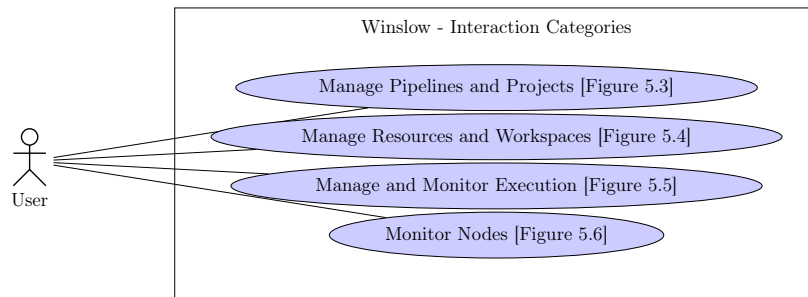 Winslow - Interaction Categories
Manage Pipelines and Projects [Figure 5.3]
Manage Resources and Workspaces [Figure 5.4]
Manage and Monitor Execution [Figure 5.5]
User
Monitor Nodes [Figure 5.6]